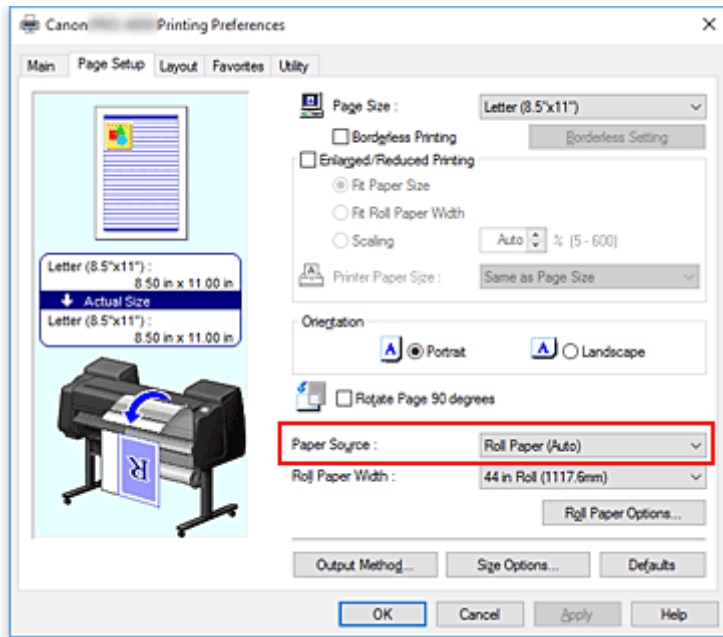 Canon Printing Preferences
Main Page Setup Layout Favorites Utility
Page Size : Letter (8.5"x11")
Borderless Printing Borderless Setting
Enlarged/Reduced Printing
Fit Paper Size
Fit Roll Paper Width
Scaling Auto % (5 - 600)
Printer Paper Size : Same as Page Size
Letter (8.5"x11") :
8.50 in x 11.00 in
Actual Size
Letter (8.5"x11") :
8.50 in x 11.00 in
Orientation
A Portrait A Landscape
Rotate Page 90 degrees
Paper Source : Roll Paper (Auto)
Roll Paper Width : 44 in Roll (1117.6mm)
R
Roll Paper Options...
Output Method... Size Options... Defaults
OK Cancel Apply Help